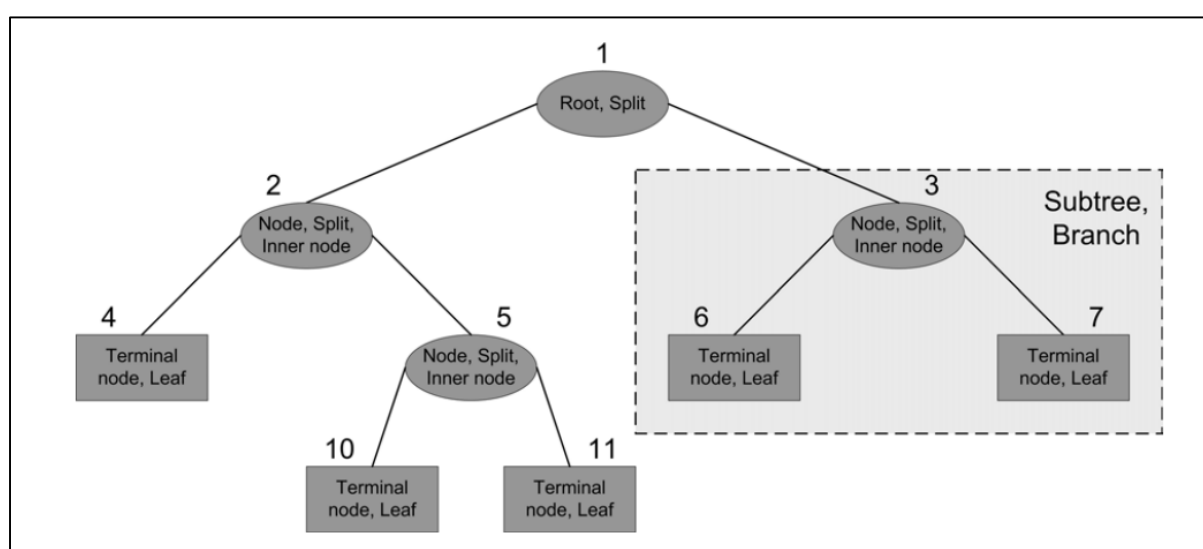 1
Root, Split
2
Node, Split,
Inner node
3
Node, Split,
Inner node
Subtree,
Branch
4
Terminal
node, Leaf
5
Node, Split,
Inner node
6
Terminal
node, Leaf
7
Terminal
node, Leaf
10
Terminal
node, Leaf
11
Terminal
node, Leaf